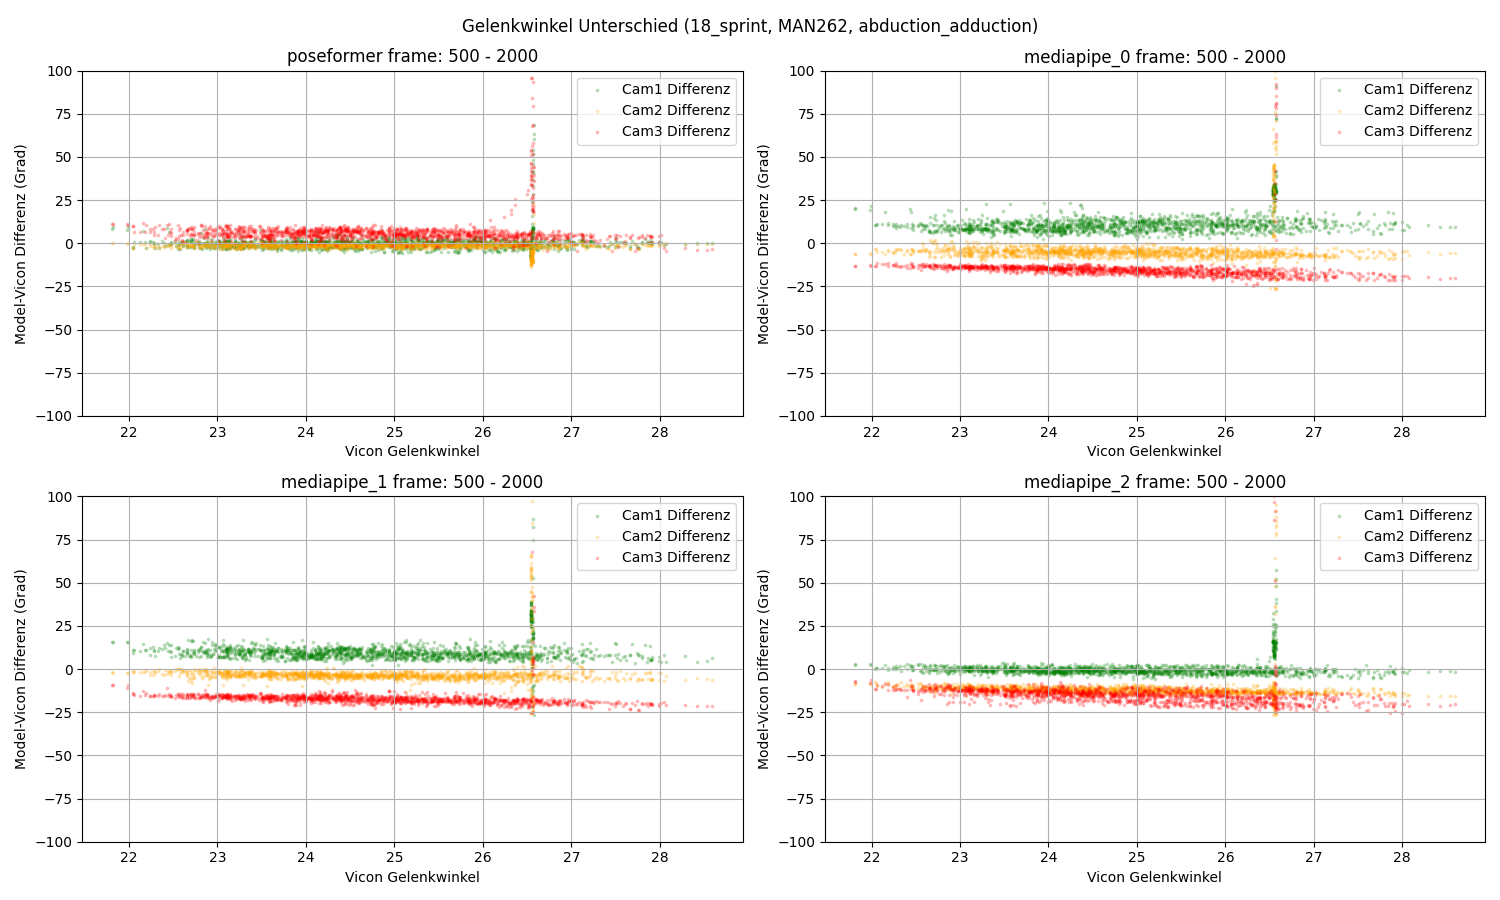 Gelenkwinkel Unterschied (18_sprint, MAN262, abduction_adduction)
poseformer frame: 500 - 2000
100
75
50
25
0
−25
−50
−75
−100
Model-Vicon Differenz (Grad)
Cam1 Differenz
Cam2 Differenz
Cam3 Differenz
22 23 24 25 26 27 28
Vicon Gelenkwinkel
mediapipe_0 frame: 500 - 2000
100
75
50
25
0
−25
−50
−75
−100
Model-Vicon Differenz (Grad)
Cam1 Differenz
Cam2 Differenz
Cam3 Differenz
22 23 24 25 26 27 28
Vicon Gelenkwinkel
mediapipe_1 frame: 500 - 2000
100
75
50
25
0
−25
−50
−75
−100
Model-Vicon Differenz (Grad)
Cam1 Differenz
Cam2 Differenz
Cam3 Differenz
22 23 24 25 26 27 28
Vicon Gelenkwinkel
mediapipe_2 frame: 500 - 2000
100
75
50
25
0
−25
−50
−75
−100
Model-Vicon Differenz (Grad)
Cam1 Differenz
Cam2 Differenz
Cam3 Differenz
22 23 24 25 26 27 28
Vicon Gelenkwinkel